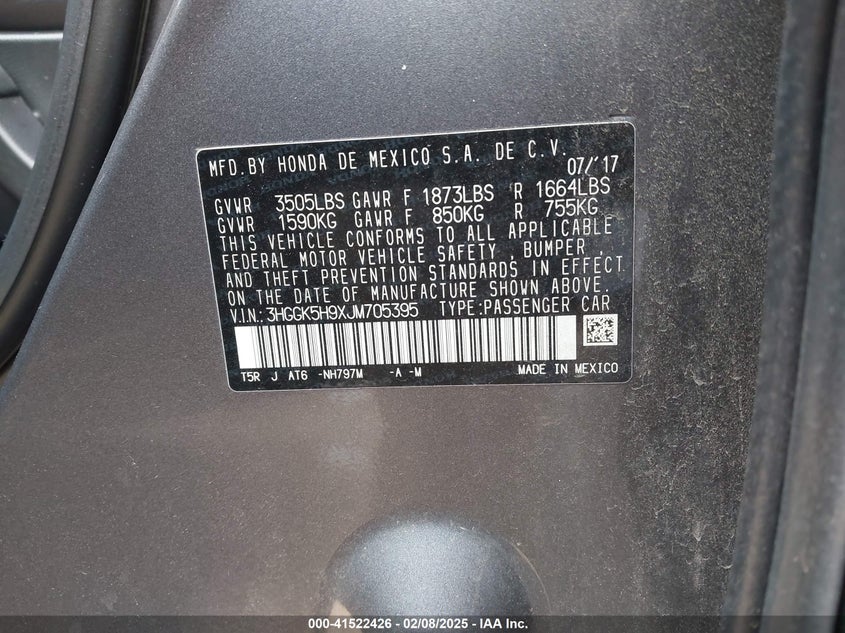 MFD.BY HONDA DE MEXICO S.A. DE C.V. 07/'17
GVWR 3505LBS GAWR F 1873LBS R 1664LBS
GVWR 1590KG GAWR F 850KG R 755KG
THIS VEHICLE CONFORMS TO ALL APPLICABLE
FEDERAL MOTOR VEHICLE SAFETY , BUMPER ,
AND THEFT PREVENTION STANDARDS IN EFFECT
ON THE DATE OF MANUFACTURE SHOWN ABOVE.
V.I.N.: 3HGGK5H9XJM705395 TYPE:PASSENGER CAR
T5R J AT6 -NH797M -A -M MADE IN MEXICO
000-41522426 - 02/08/2025 - IAA Inc.